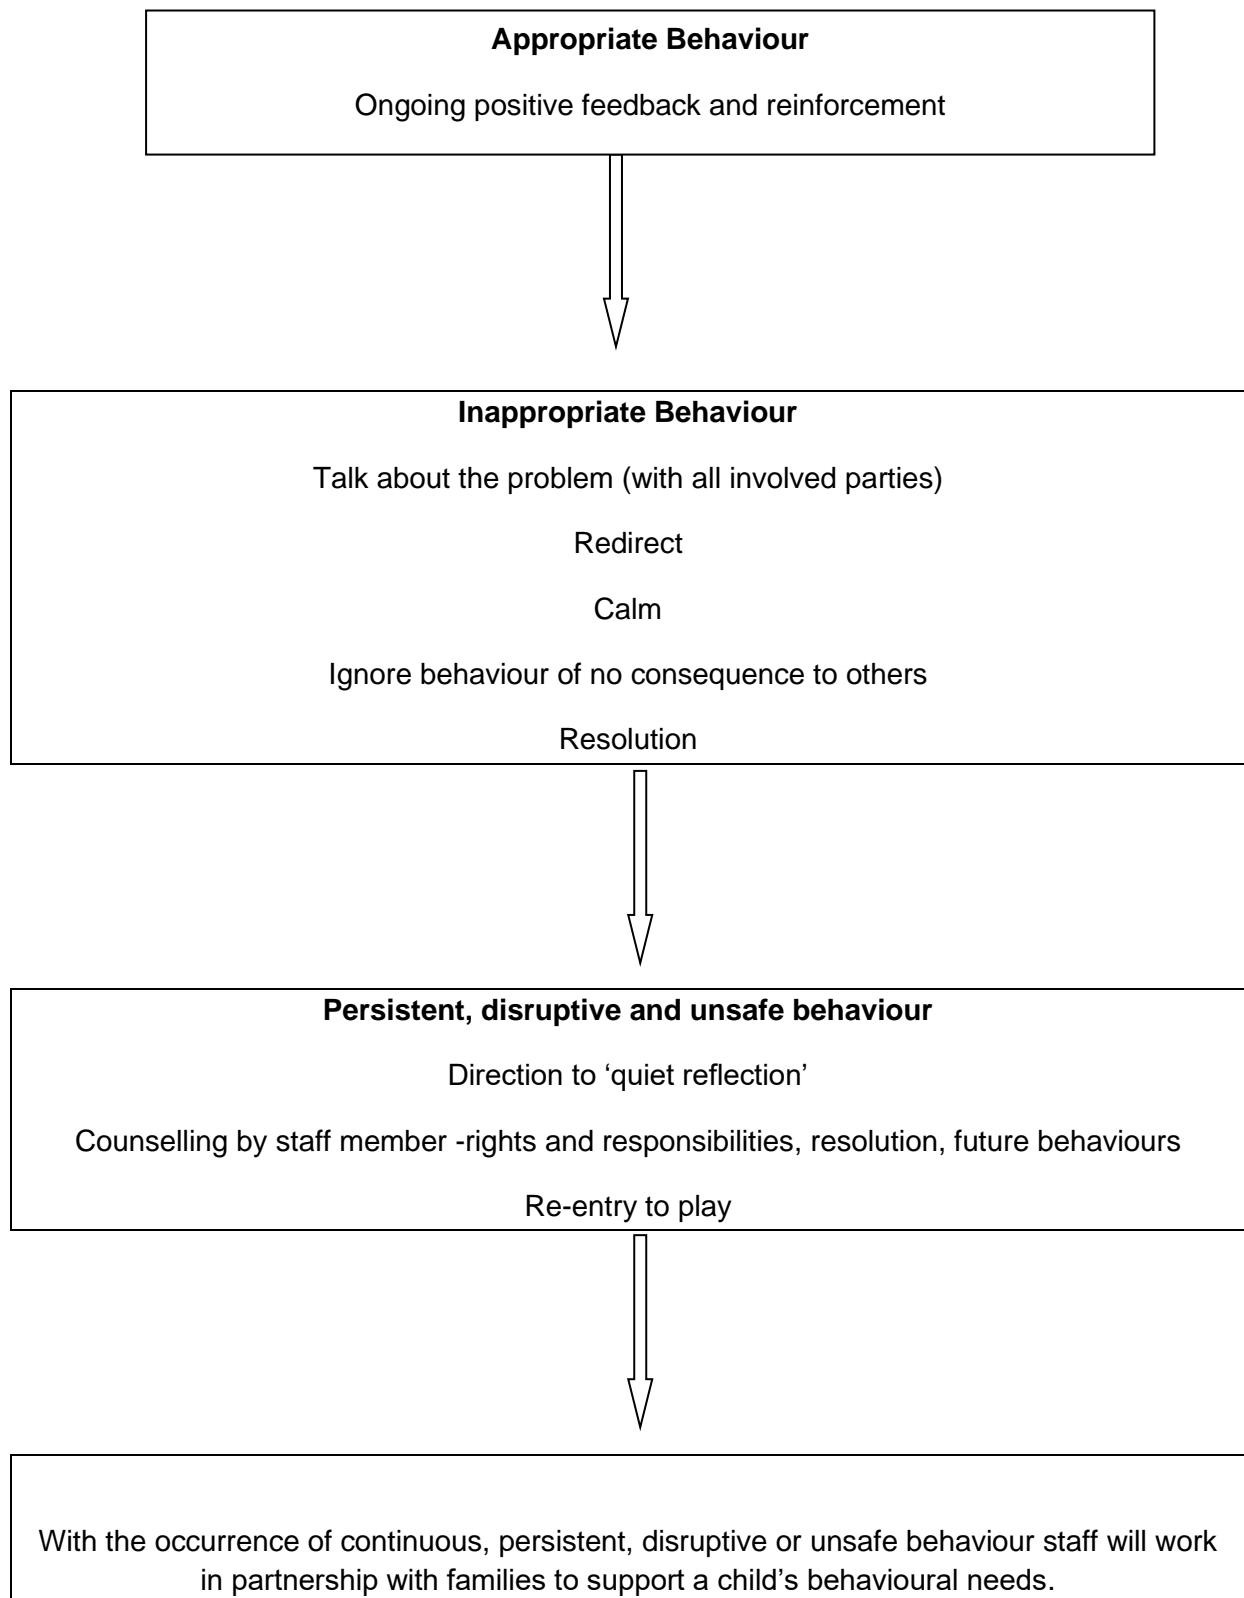 Appropriate Behaviour
Ongoing positive feedback and reinforcement
Inappropriate Behaviour
Talk about the problem (with all involved parties)
Redirect
Calm
Ignore behaviour of no consequence to others
Resolution
Persistent, disruptive and unsafe behaviour
Direction to ‘quiet reflection’
Counselling by staff member -rights and responsibilities, resolution, future behaviours
Re-entry to play
With the occurrence of continuous, persistent, disruptive or unsafe behaviour staff will work
in partnership with families to support a child’s behavioural needs.